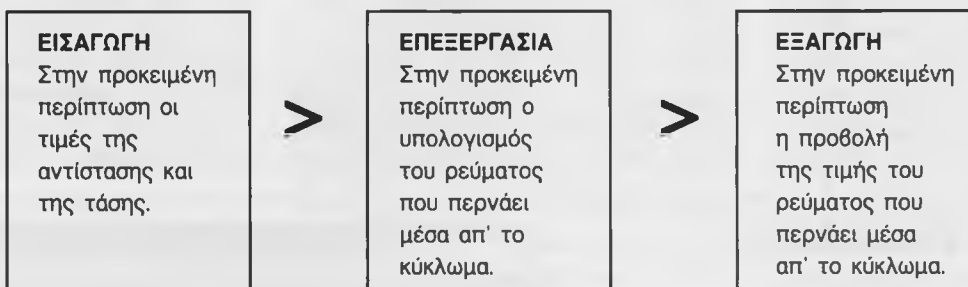 ΕΙΣΑΓΩΓΗ
Στην προκειμένη
περίπτωση οι
τιμές της
αντίστασης και
της τάσης.
>
ΕΠΕΞΕΡΓΑΣΙΑ
Στην προκειμένη
περίπτωση ο
υπολογισμός
του ρεύματος
που περνάει
μέσα απ' το
κύκλωμα.
>
ΕΞΑΓΩΓΗ
Στην προκειμένη
περίπτωση
η προβολή
της τιμής του
ρεύματος που
περνάει μέσα
απ' το κύκλωμα.